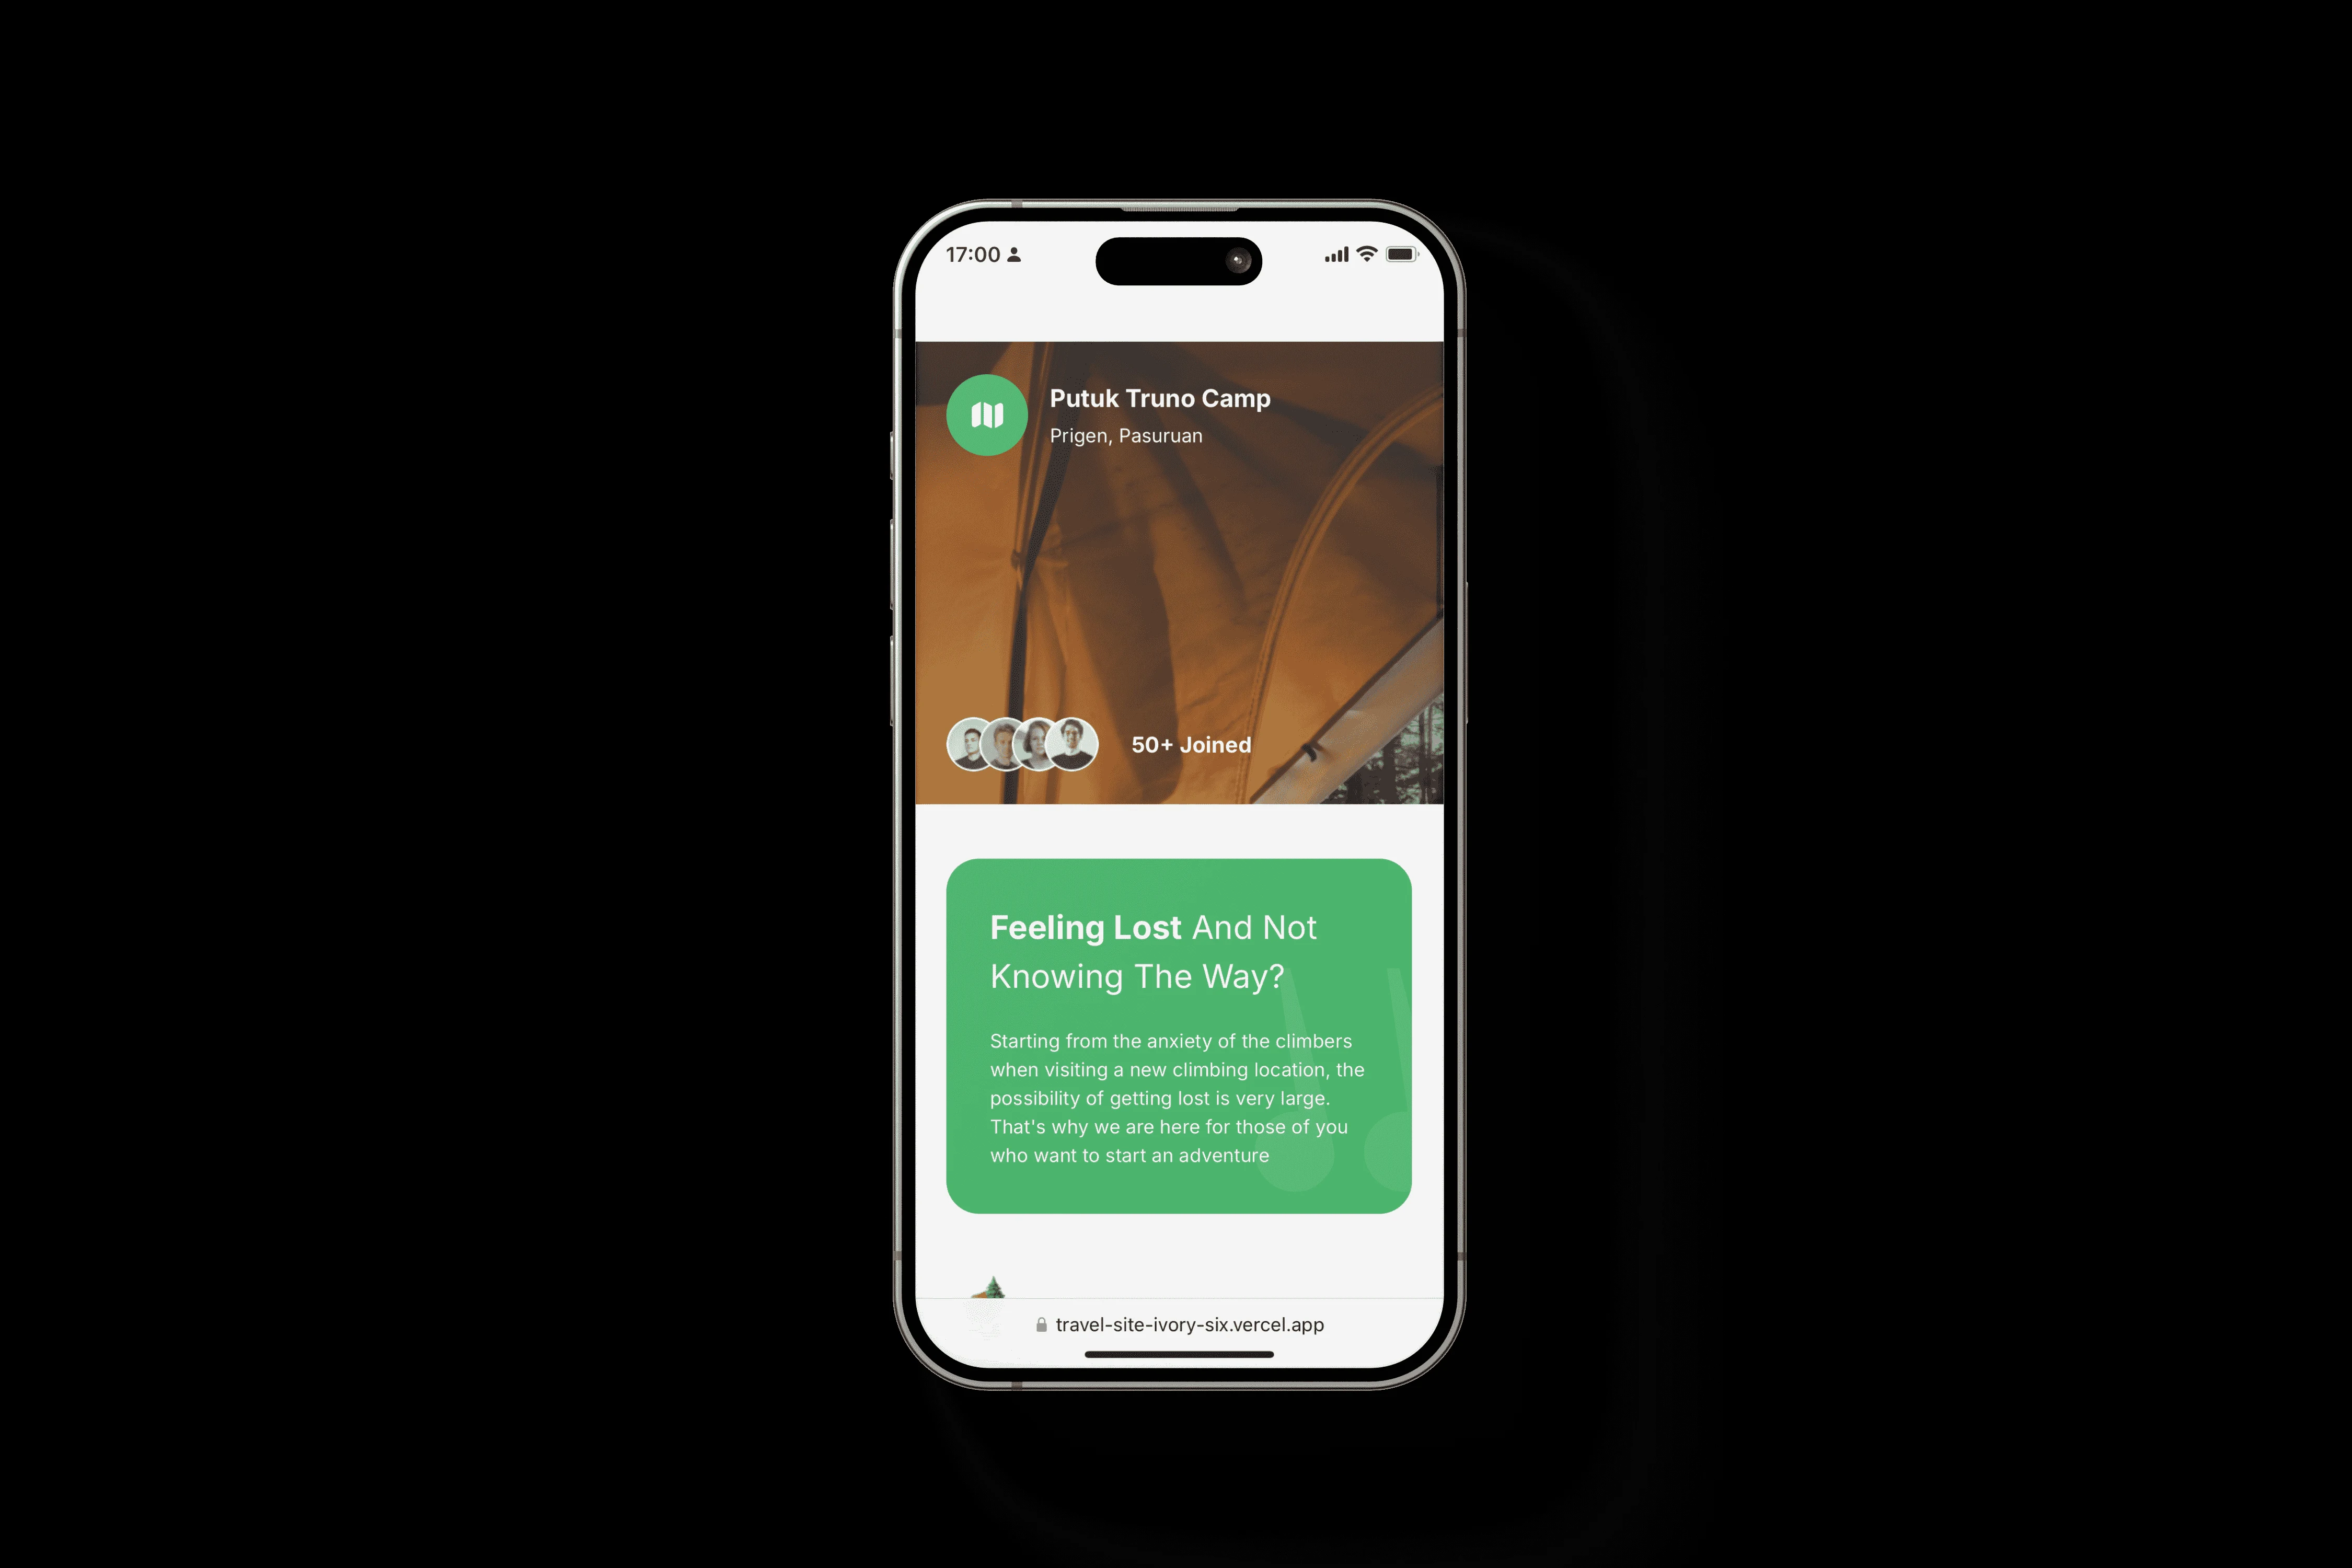 17:00
Putuk Truno Camp
Prigen, Pasuruan
50+ Joined
Feeling Lost And Not
Knowing The Way?
Starting from the anxiety of the climbers
when visiting a new climbing location, the
possibility of getting lost is very large.
That's why we are here for those of you
who want to start an adventure
travel-site-ivory-six.vercel.app